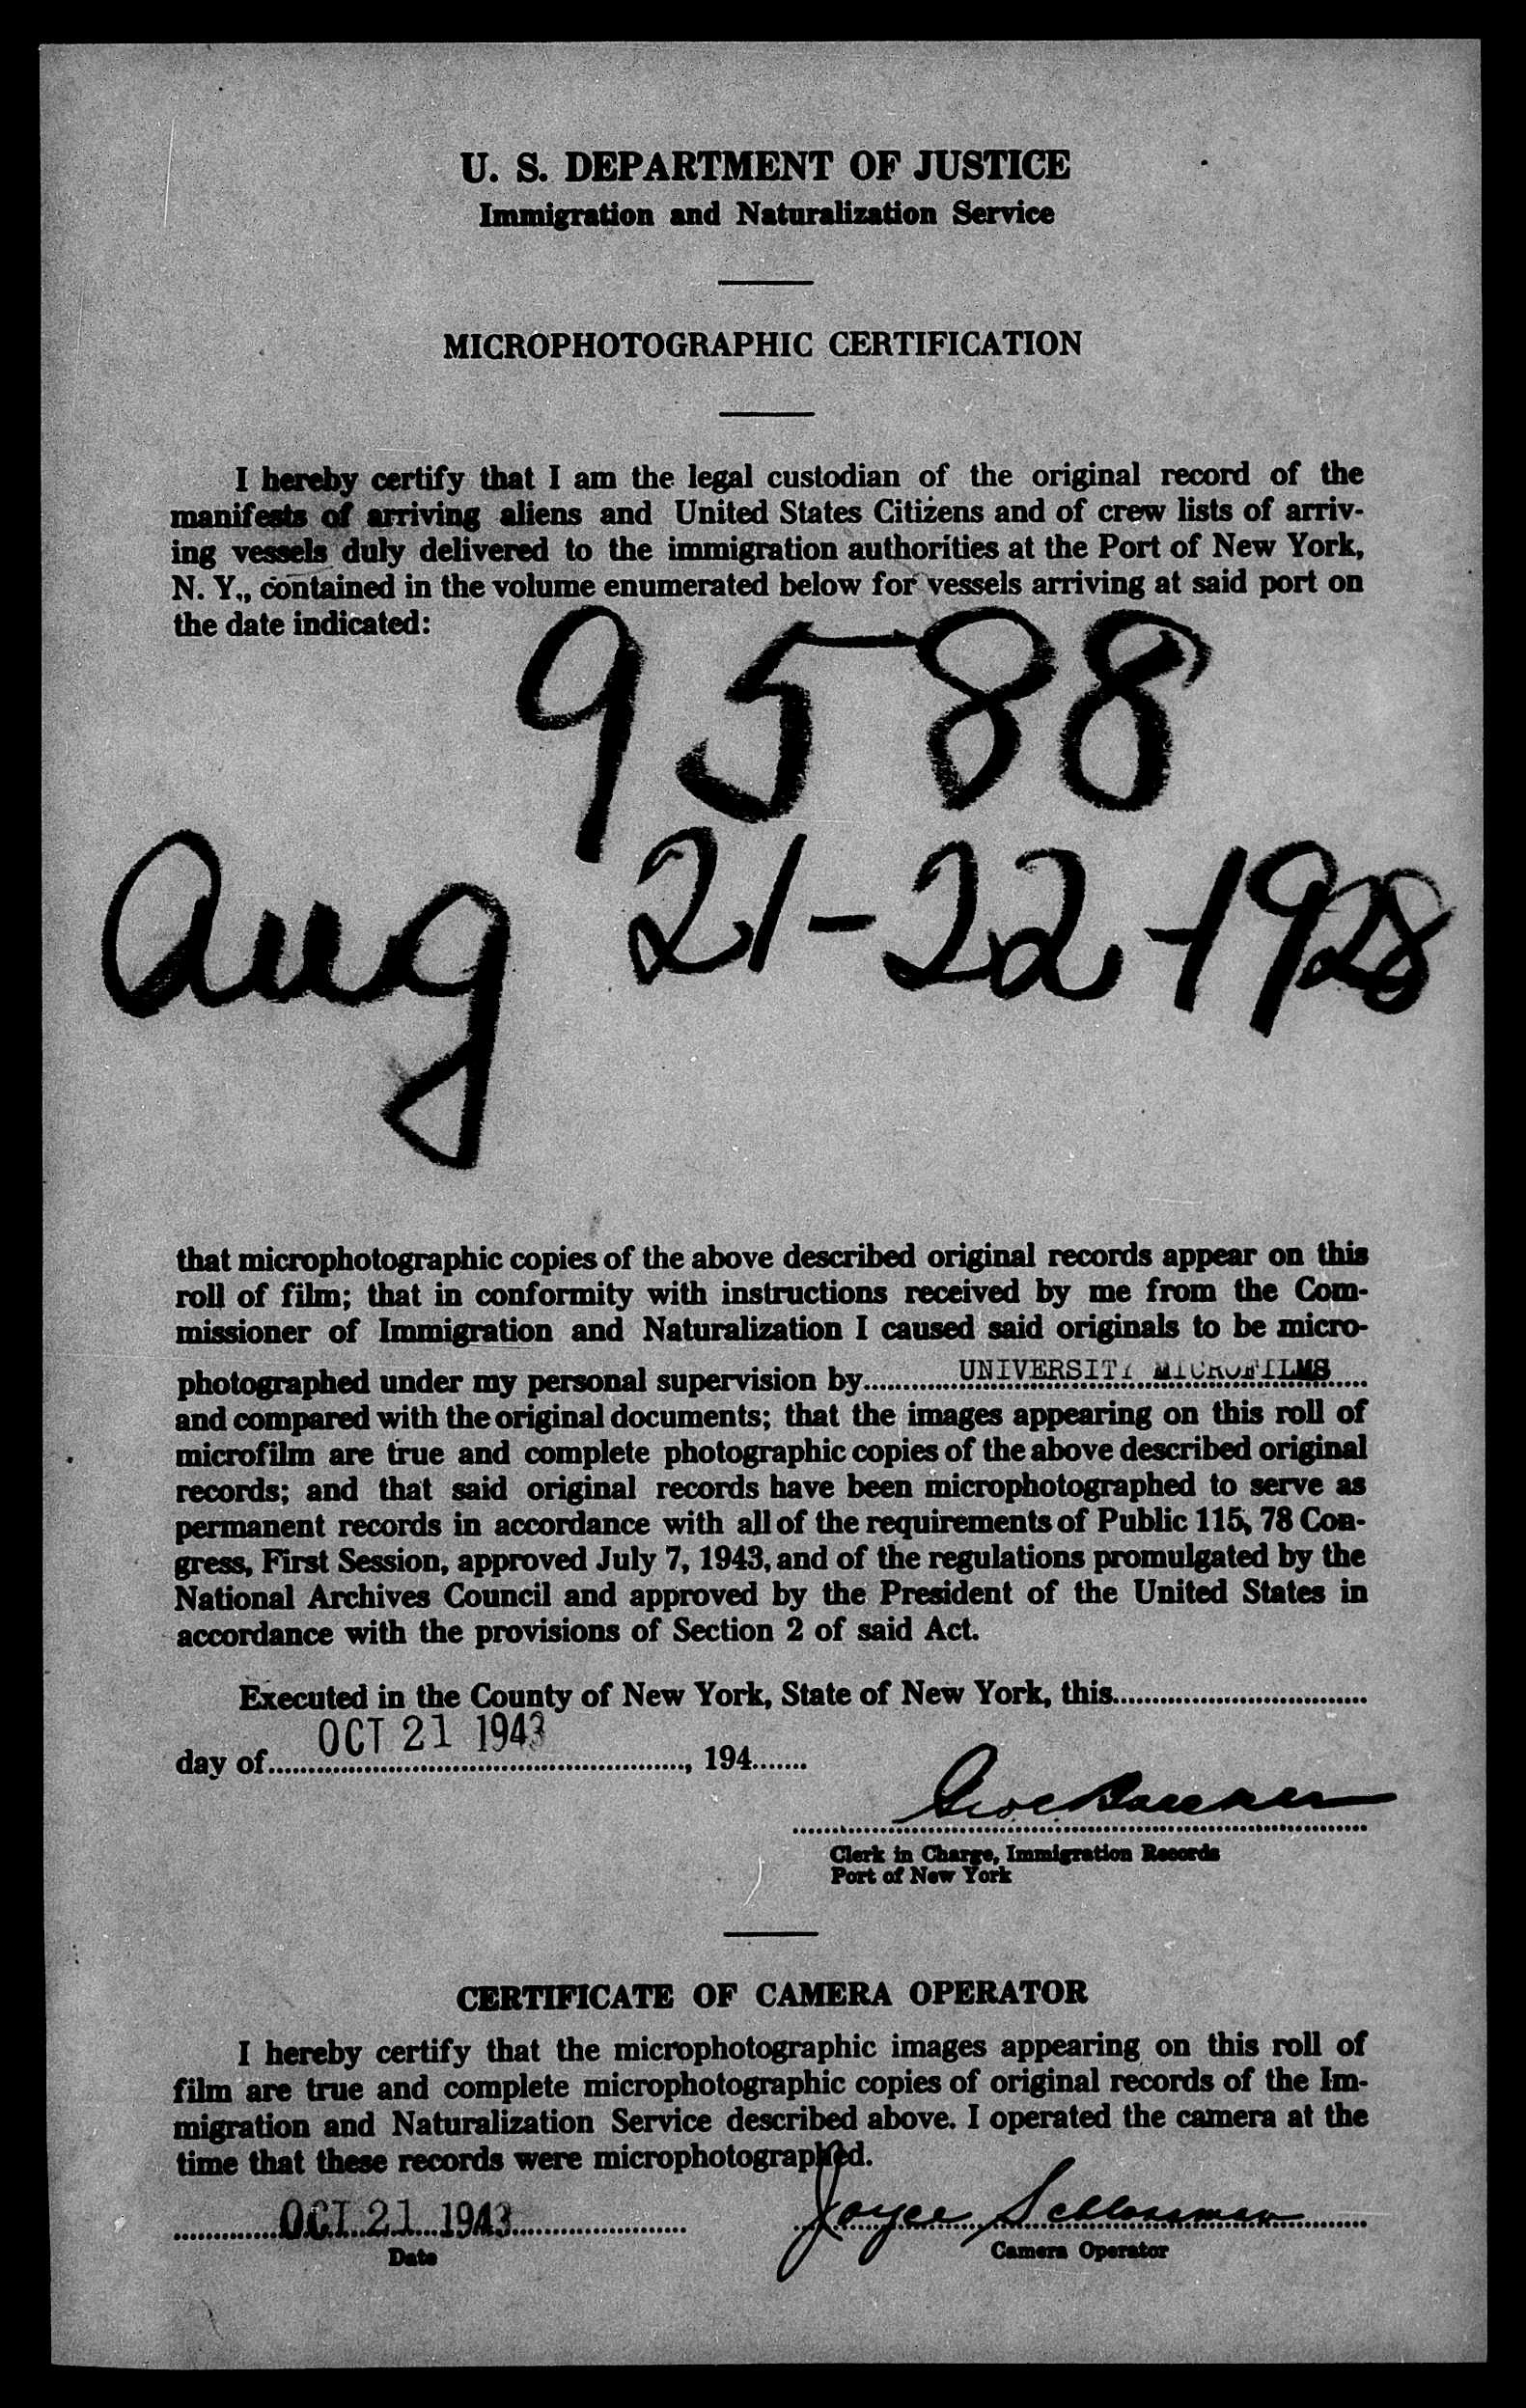 U. S. DEPARTMENT OF JUSTICE
Immigration and Naturalization Service
MICROPHOTOGRAPHIC CERTIFICATION
I hereby certify that I am the legal custodian of the original record of the
manifests of arriving aliens and United States Citizens and of crew lists of arriv-
ing vessels duly delivered to the immigration authorities at the Port of New York,
N. Y., contained in the volume enumerated below for vessels arriving at said port on
the date indicated:
9588
Aug 21-22-1928
that microphotographic copies of the above described original records appear on this
roll of film; that in conformity with instructions received by me from the Com-
missioner of Immigration and Naturalization I caused said originals to be micro-
photographed under my personal supervision by UNIVERSITY MICROFILMS
and compared with the original documents; that the images appearing on this roll of
microfilm are true and complete photographic copies of the above described original
records; and that said original records have been microphotographed to serve as
permanent records in accordance with all of the requirements of Public 115, 78 Con-
gress, First Session, approved July 7, 1943, and of the regulations promulgated by the
National Archives Council and approved by the President of the United States in
accordance with the provisions of Section 2 of said Act.
Executed in the County of New York, State of New York, this
day of OCT 21 1943, 194
Clerk in Charge, Immigration Records
Port of New York
CERTIFICATE OF CAMERA OPERATOR
I hereby certify that the microphotographic images appearing on this roll of
film are true and complete microphotographic copies of original records of the Im-
migration and Naturalization Service described above. I operated the camera at the
time that these records were microphotographed.
OCT 21 1943 Joyce Schlossman
Date Camera Operator